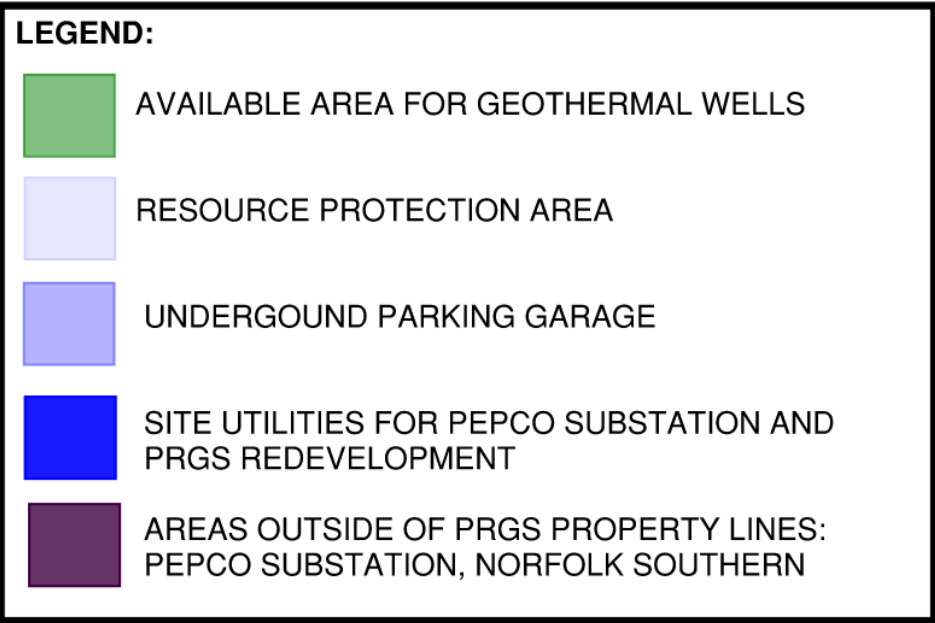 LEGEND:
AVAILABLE AREA FOR GEOTHERMAL WELLS
RESOURCE PROTECTION AREA
UNDERGOUND PARKING GARAGE
SITE UTILITIES FOR PEPCO SUBSTATION AND
PRGS REDEVELOPMENT
AREAS OUTSIDE OF PRGS PROPERTY LINES:
PEPCO SUBSTATION, NORFOLK SOUTHERN